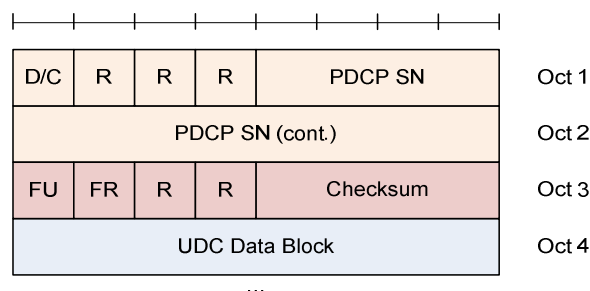 D/C R R R PDCP SN Oct 1
PDCP SN (cont.) Oct 2
FU FR R R Checksum Oct 3
UDC Data Block Oct 4
...